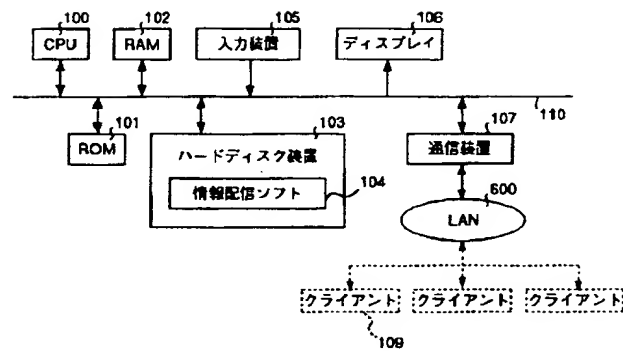 100
CPU
102
RAM
105
入力装置
106
ディスプレイ
110
101
ROM
103
ハードディスク装置
情報配信ソフト
104
107
通信装置
600
LAN
クライアント
クライアント
クライアント
109